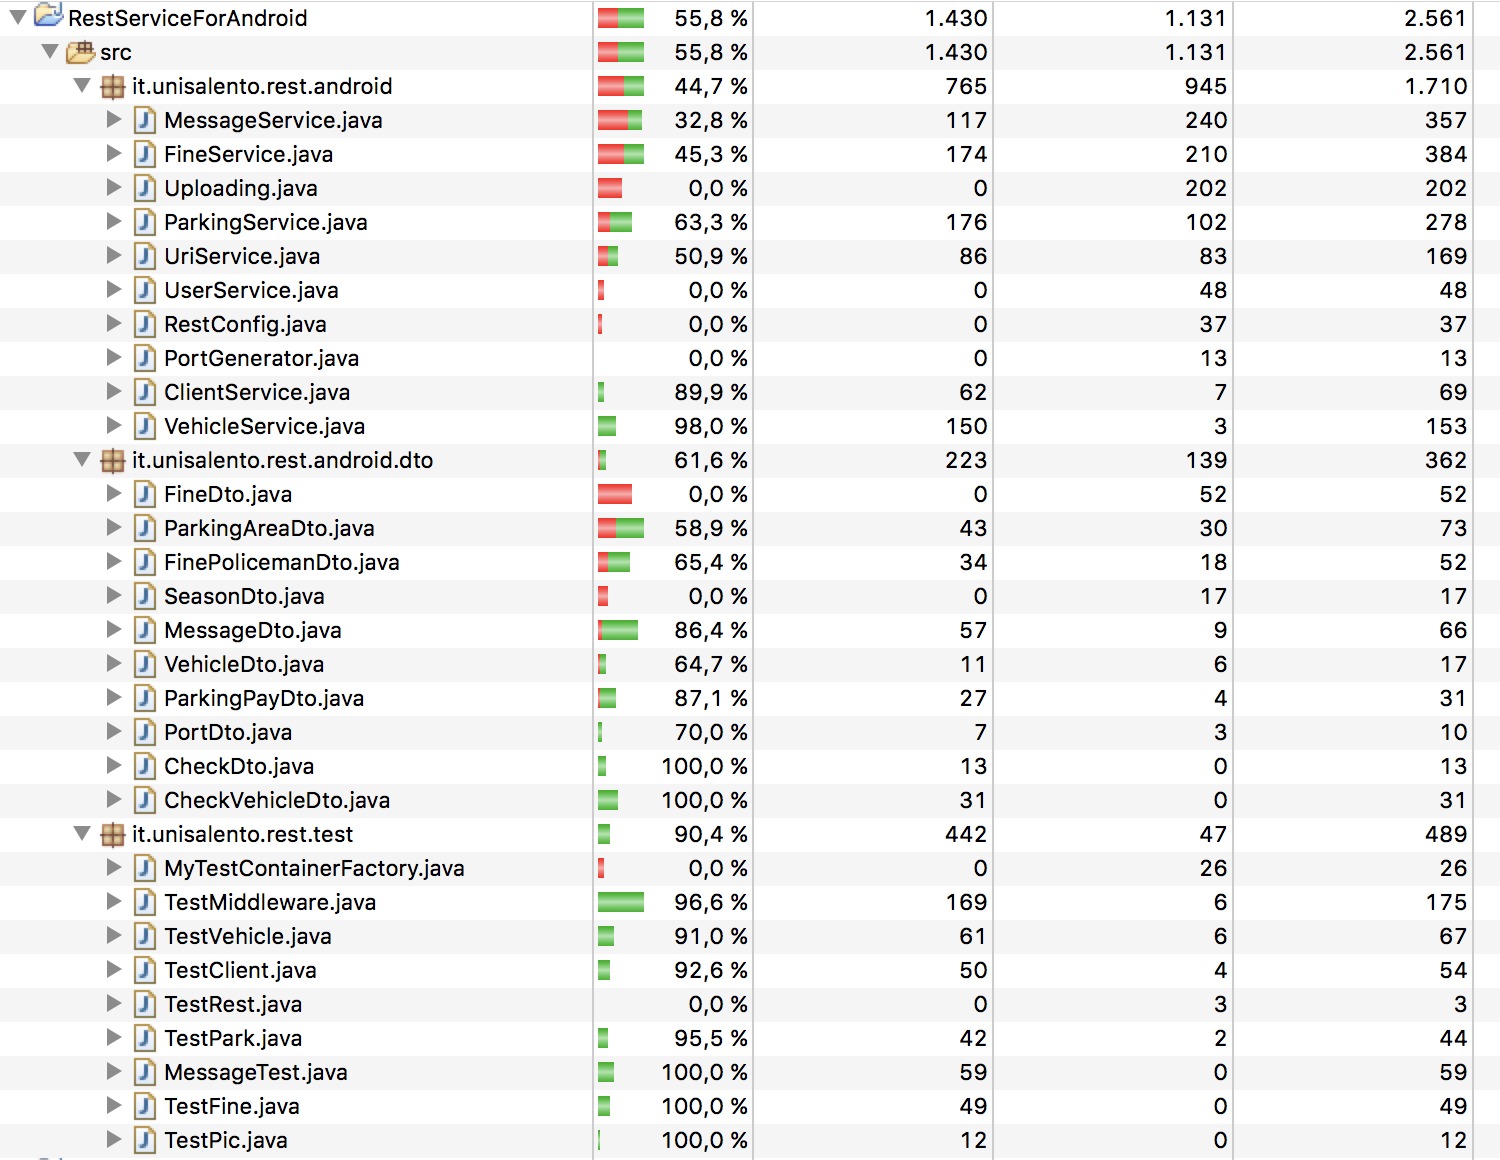 RestServiceForAndroid 55,8 % 1.430 1.131 2.561
src 55,8 % 1.430 1.131 2.561
it.unisalento.rest.android 44,7 % 765 945 1.710
MessageService.java 32,8 % 117 240 357
FineService.java 45,3 % 174 210 384
Uploading.java 0,0 % 0 202 202
ParkingService.java 63,3 % 176 102 278
UriService.java 50,9 % 86 83 169
UserService.java 0,0 % 0 48 48
RestConfig.java 0,0 % 0 37 37
PortGenerator.java 0,0 % 0 13 13
ClientService.java 89,9 % 62 7 69
VehicleService.java 98,0 % 150 3 153
it.unisalento.rest.android.dto 61,6 % 223 139 362
FineDto.java 0,0 % 0 52 52
ParkingAreaDto.java 58,9 % 43 30 73
FinePolicemanDto.java 65,4 % 34 18 52
SeasonDto.java 0,0 % 0 17 17
MessageDto.java 86,4 % 57 9 66
VehicleDto.java 64,7 % 11 6 17
ParkingPayDto.java 87,1 % 27 4 31
PortDto.java 70,0 % 7 3 10
CheckDto.java 100,0 % 13 0 13
CheckVehicleDto.java 100,0 % 31 0 31
it.unisalento.rest.test 90,4 % 442 47 489
MyTestContainerFactory.java 0,0 % 0 26 26
TestMiddleware.java 96,6 % 169 6 175
TestVehicle.java 91,0 % 61 6 67
TestClient.java 92,6 % 50 4 54
TestRest.java 0,0 % 0 3 3
TestPark.java 95,5 % 42 2 44
MessageTest.java 100,0 % 59 0 59
TestFine.java 100,0 % 49 0 49
TestPic.java 100,0 % 12 0 12